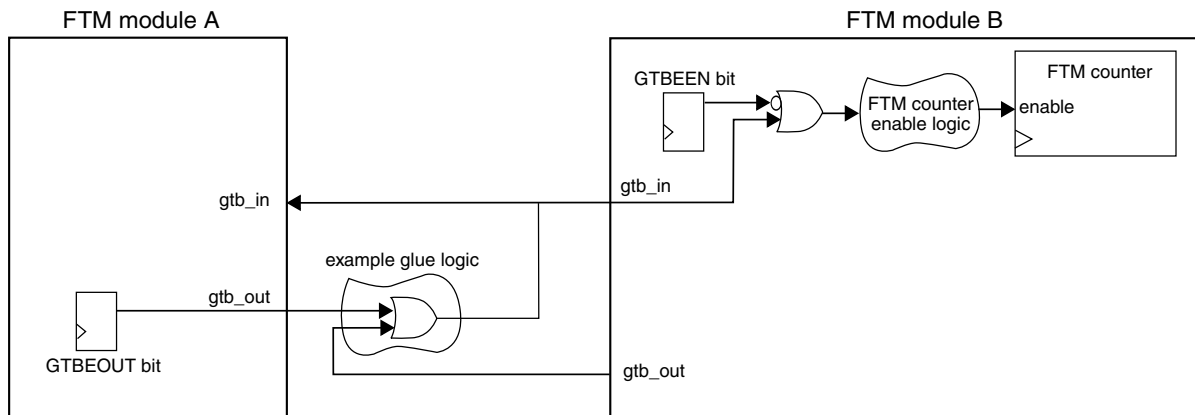 FTM module A
FTM module B
GTBEEN bit
FTM counter
enable
FTM counter
enable logic
gtb_in
gtb_in
example glue logic
gtb_out
GTBEOUT bit
gtb_out